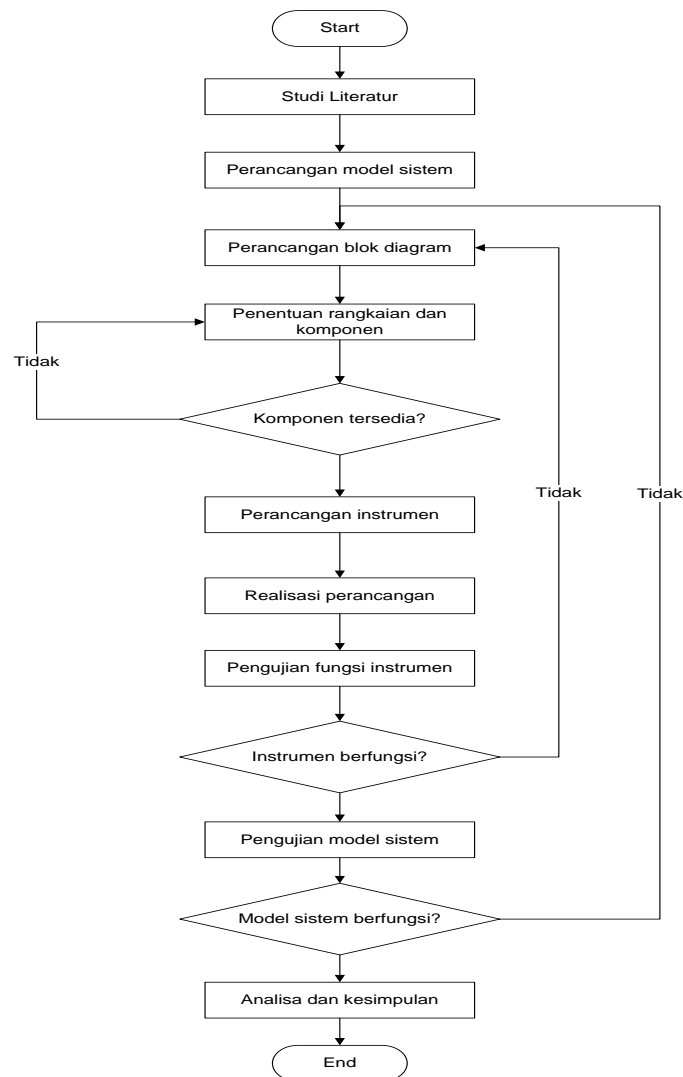 Start
Studi Literatur
Perancangan model sistem
Perancangan blok diagram
Penentuan rangkaian dan
komponen
Tidak
Komponen tersedia?
Perancangan instrumen
Tidak
Tidak
Realisasi perancangan
Pengujian fungsi instrumen
Instrumen berfungsi?
Pengujian model sistem
Model sistem berfungsi?
Analisa dan kesimpulan
End